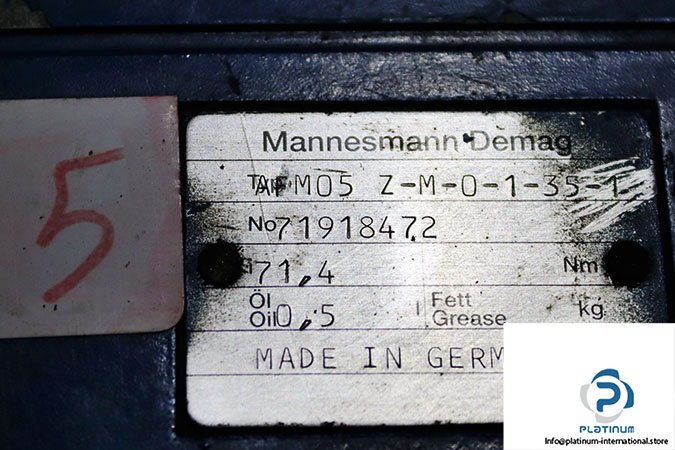 5
Mannesmann Demag
Typ AFM05 Z-M-0-1-35-1
No 71918472
i 71,4 Nm
Öl
Oil 0,5 l Fett
Grease kg
MADE IN GERM
PLATINUM
Info@platinum-international.store